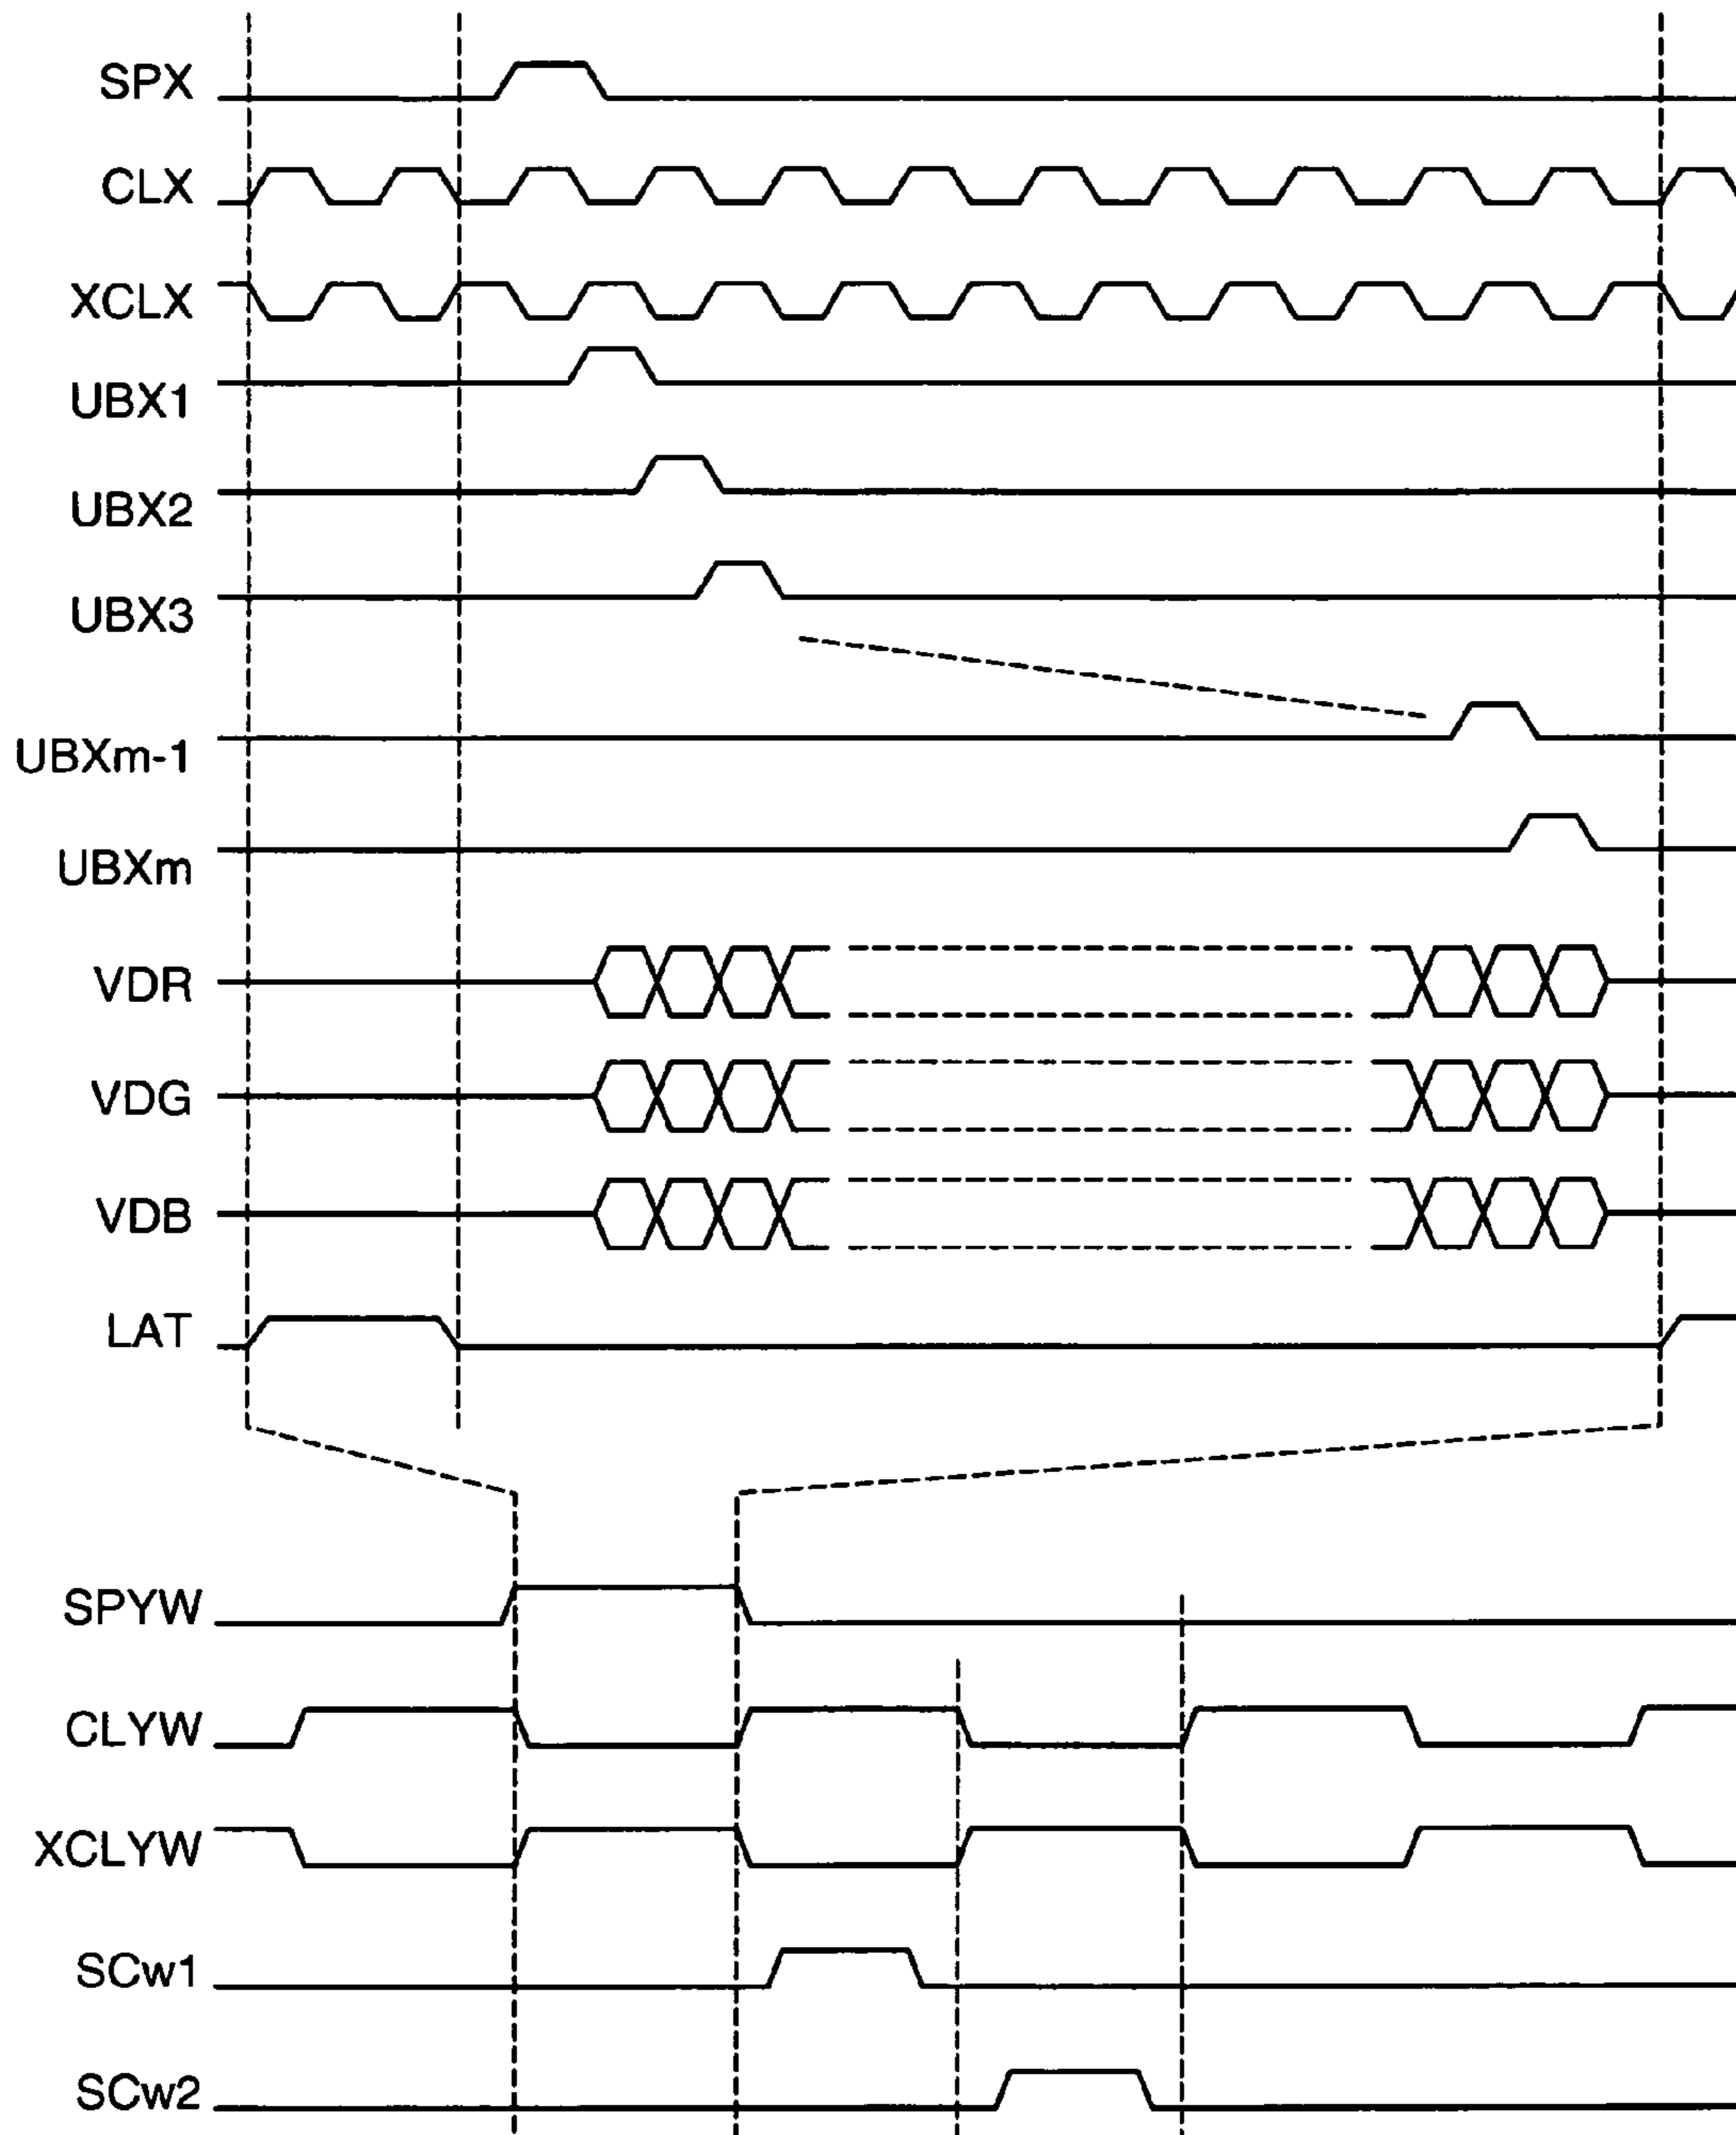 SPX
CLX
XCLX
UBX1
UBX2
UBX3
UBXm-1
UBXm
VDR
VDG
VDB
LAT
SPYW
CLYW
XCLYW
SCw1
SCw2